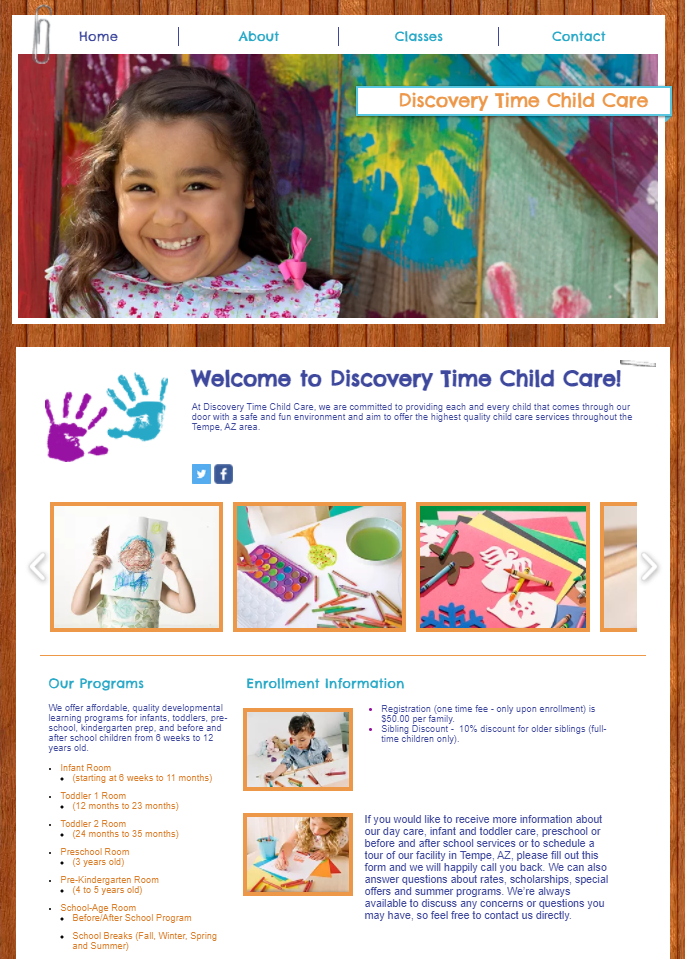 Home
About
Classes
Contact
Discovery Time Child Care
Welcome to Discovery Time Child Care!
At Discovery Time Child Care, we are committed to providing each and every child that comes through our
door with a safe and fun environment and aim to offer the highest quality child care services throughout the
Tempe, AZ area.
Our Programs
We offer affordable, quality developmental
learning programs for infants, toddlers, pre-
school, kindergarten prep, and before and
after school children from 6 weeks to 12
years old.
Infant Room
(starting at 6 weeks to 11 months)
Toddler 1 Room
(12 months to 23 months)
Toddler 2 Room
(24 months to 35 months)
Preschool Room
(3 years old)
Pre-Kindergarten Room
(4 to 5 years old)
School-Age Room
Before/After School Program
School Breaks (Fall, Winter, Spring
and Summer)
Enrollment Information
Registration (one time fee - only upon enrollment) is
$50.00 per family.
Sibling Discount - 10% discount for older siblings (full-
time children only).
If you would like to receive more information about
our day care, infant and toddler care, preschool or
before and after school services or to schedule a
tour of our facility in Tempe, AZ, please fill out this
form and we will happily call you back. We can also
answer questions about rates, scholarships, special
offers and summer programs. We're always
available to discuss any concerns or questions you
may have, so feel free to contact us directly.